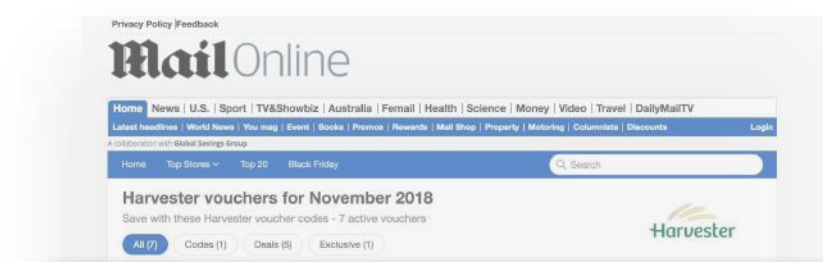 Privacy Policy | Feedback
Mail Online
Home News | U.S. | Sport | TV&Showbiz | Australia | Femail | Health | Science | Money | Video | Travel | DailyMailTV
Latest headlines | World News | You mag | Event | Books | Promos | Rewards | Mail Shop | Property | Motoring | Columnists | Discounts Login
A collaboration with Global Savings Group
Home Top Stores Top 20 Black Friday Search
Harvester vouchers for November 2018
Save with these Harvester voucher codes - 7 active vouchers
Harvester
All (7) Codes (1) Deals (5) Exclusive (1)